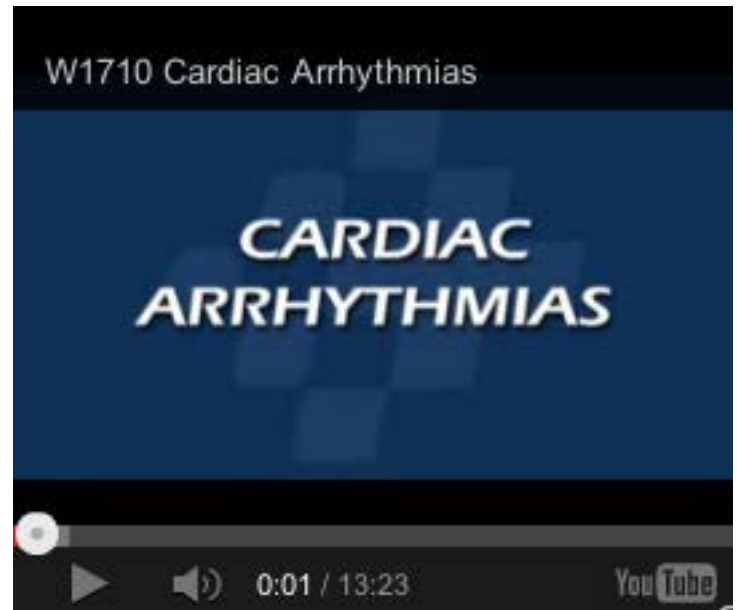 W1710 Cardiac Arrhythmias
CARDIAC
ARRHYTHMIAS
0:01 / 13:23
YouTube